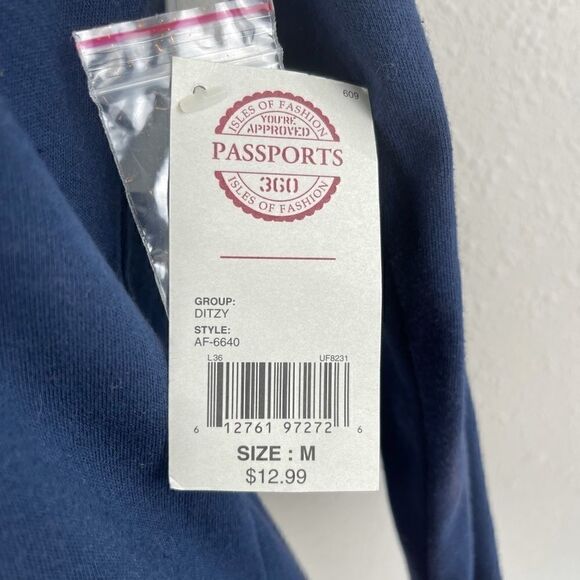 609
ISLES OF FASHION
YOU'RE
APPROVED
PASSPORTS
360
ISLES OF FASHION
GROUP:
DITZY
STYLE:
AF-6640
L36 UF8231
6 12761 97272 6
SIZE : M
$12.99